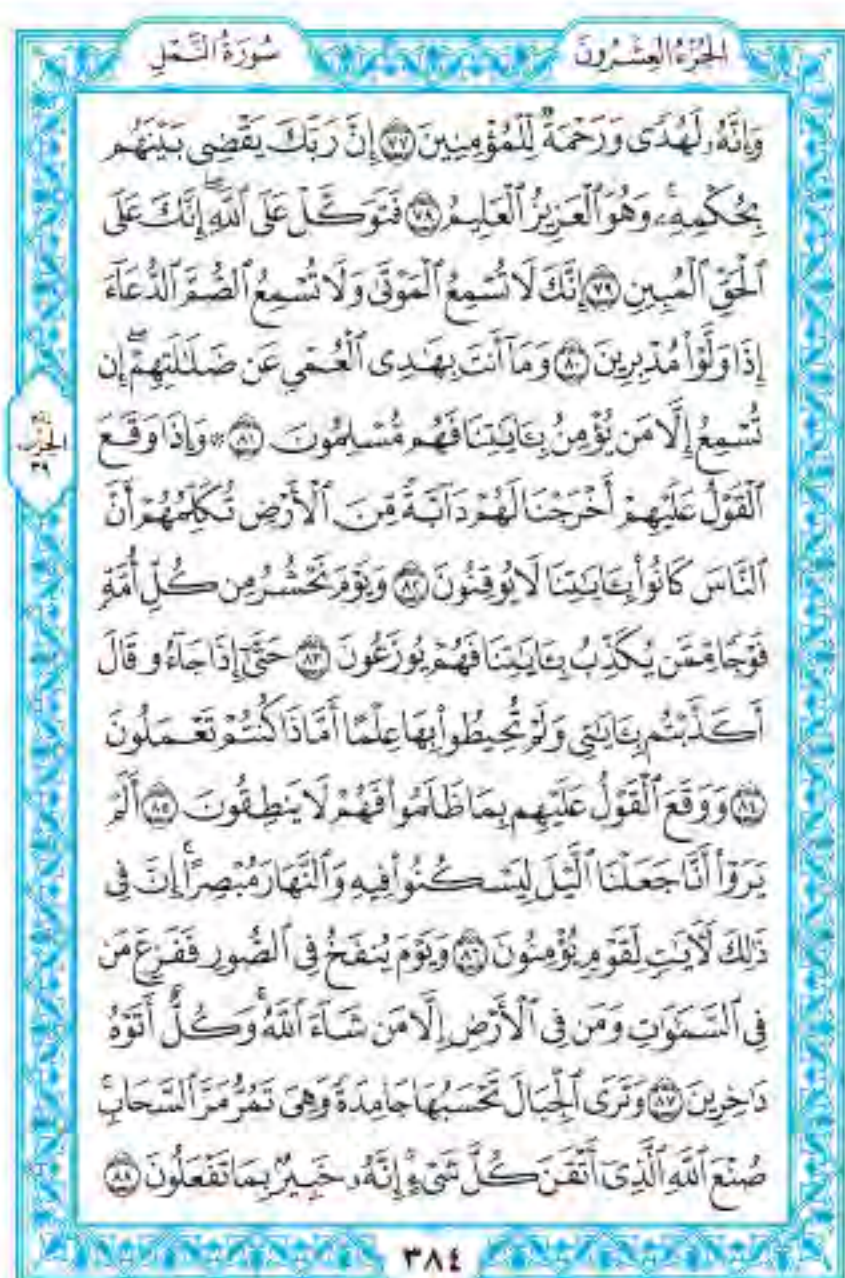 الجُزْءُ العِشْرُونَ سُورَةُ النَّمْلِ
وَإِنَّهُۥ لَهُدًى وَرَحْمَةٌ لِّلْمُؤْمِنِينَ ٧٧ إِنَّ رَبَّكَ يَقْضِى بَيْنَهُم
بِحُكْمِهِۦۚ وَهُوَ ٱلْعَزِيزُ ٱلْعَلِيمُ ٧٨ فَتَوَكَّلْ عَلَى ٱللَّهِۖ إِنَّكَ عَلَى
ٱلْحَقِّ ٱلْمُبِينِ ٧٩ إِنَّكَ لَا تُسْمِعُ ٱلْمَوْتَىٰ وَلَا تُسْمِعُ ٱلصُّمَّ ٱلدُّعَآءَ
إِذَا وَلَّوْا۟ مُدْبِرِينَ ٨٠ وَمَآ أَنتَ بِهَـٰدِى ٱلْعُمْىِ عَن ضَلَـٰلَتِهِمْۖ إِن
تُسْمِعُ إِلَّا مَن يُؤْمِنُ بِـَٔايَـٰتِنَا فَهُم مُّسْلِمُونَ ٨١ ۞ وَإِذَا وَقَعَ
ٱلْقَوْلُ عَلَيْهِمْ أَخْرَجْنَا لَهُمْ دَآبَّةً مِّنَ ٱلْأَرْضِ تُكَلِّمُهُمْ أَنَّ
ٱلنَّاسَ كَانُوا۟ بِـَٔايَـٰتِنَا لَا يُوقِنُونَ ٨٢ وَيَوْمَ نَحْشُرُ مِن كُلِّ أُمَّةٍ
فَوْجًا مِّمَّن يُكَذِّبُ بِـَٔايَـٰتِنَا فَهُمْ يُوزَعُونَ ٨٣ حَتَّىٰٓ إِذَا جَآءُو قَالَ
أَكَذَّبْتُم بِـَٔايَـٰتِى وَلَمْ تُحِيطُوا۟ بِهَا عِلْمًا أَمَّاذَا كُنتُمْ تَعْمَلُونَ
٨٤ وَوَقَعَ ٱلْقَوْلُ عَلَيْهِم بِمَا ظَلَمُوا۟ فَهُمْ لَا يَنطِقُونَ ٨٥ أَلَمْ
يَرَوْا۟ أَنَّا جَعَلْنَا ٱلَّيْلَ لِيَسْكُنُوا۟ فِيهِ وَٱلنَّهَارَ مُبْصِرًاۚ إِنَّ فِى
ذَٰلِكَ لَـَٔايَـٰتٍ لِّقَوْمٍ يُؤْمِنُونَ ٨٦ وَيَوْمَ يُنفَخُ فِى ٱلصُّورِ فَفَزِعَ مَن
فِى ٱلسَّمَـٰوَٰتِ وَمَن فِى ٱلْأَرْضِ إِلَّا مَن شَآءَ ٱللَّهُۚ وَكُلٌّ أَتَوْهُ
دَٰخِرِينَ ٨٧ وَتَرَى ٱلْجِبَالَ تَحْسَبُهَا جَامِدَةً وَهِىَ تَمُرُّ مَرَّ ٱلسَّحَابِۚ
صُنْعَ ٱللَّهِ ٱلَّذِىٓ أَتْقَنَ كُلَّ شَىْءٍۚ إِنَّهُۥ خَبِيرٌۢ بِمَا تَفْعَلُونَ ٨٨
الحزب
٣٩
٣٨٤